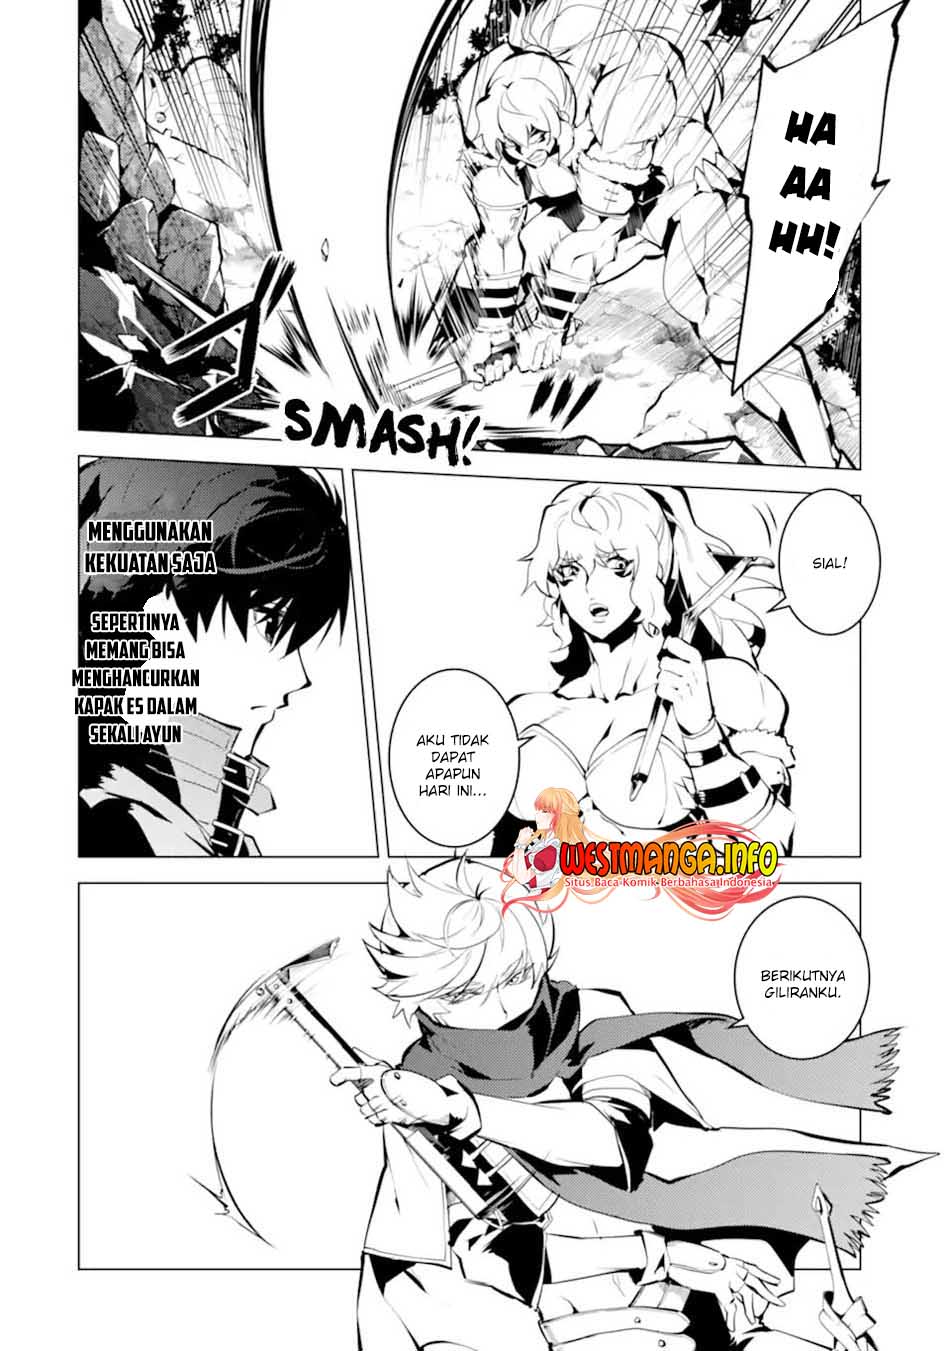 HA
AA
HH!
SMASH!
SIAL!
AKU TIDAK
DAPAT
APAPUN
HARI INI...
MENGGUNAKAN
KEKUATAN SAJA
SEPERTINYA
MEMANG BISA
MENGHANCURKAN
KAPAK ES DALAM
SEKALI AYUN
WESTMANGA.INFO
SITUS BACA KOMIK BERBAHASA INDONESIA
BERIKUTNYA
GILIRANKU.